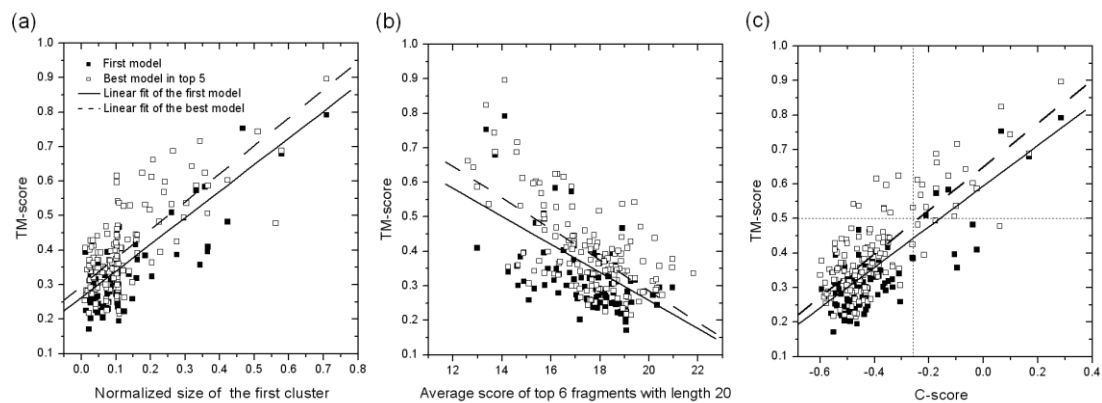 (a)
TM-score
1.0
0.9
0.8
0.7
0.6
0.5
0.4
0.3
0.2
0.1
First model
Best model in top 5
Linear fit of the first model
Linear fit of the best model
0.0 0.1 0.2 0.3 0.4 0.5 0.6 0.7 0.8
Normalized size of the first cluster
(b)
TM-score
1.0
0.9
0.8
0.7
0.6
0.5
0.4
0.3
0.2
0.1
12 14 16 18 20 22
Average score of top 6 fragments with length 20
(c)
TM-score
1.0
0.9
0.8
0.7
0.6
0.5
0.4
0.3
0.2
0.1
-0.6 -0.4 -0.2 0.0 0.2 0.4
C-score